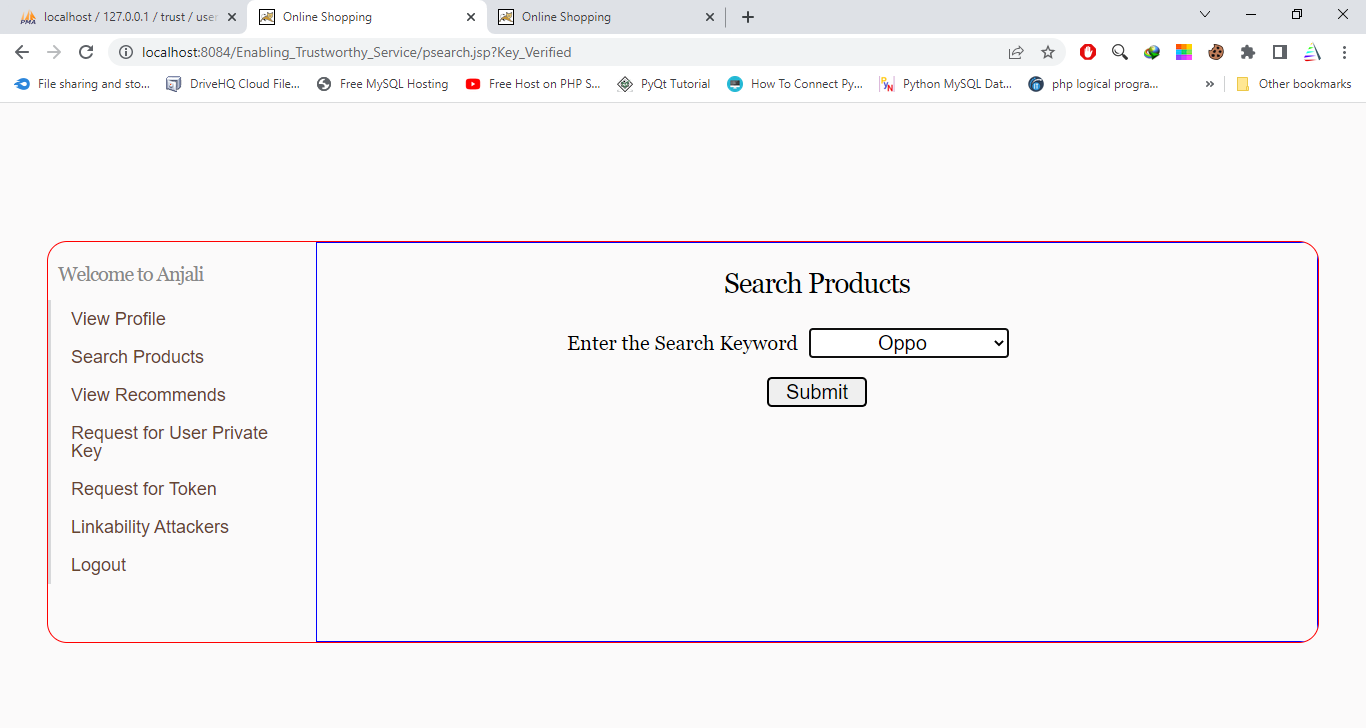 PMA localhost / 127.0.0.1 / trust / user
Online Shopping
Online Shopping
localhost:8084/Enabling_Trustworthy_Service/psearch.jsp?Key_Verified
File sharing and sto...
DriveHQ Cloud File...
Free MySQL Hosting
Free Host on PHP S...
PyQt Tutorial
How To Connect Py...
Python MySQL Dat...
php logical progra...
»
Other bookmarks
Welcome to Anjali
View Profile
Search Products
View Recommends
Request for User Private
Key
Request for Token
Linkability Attackers
Logout
Search Products
Enter the Search Keyword Oppo
Submit